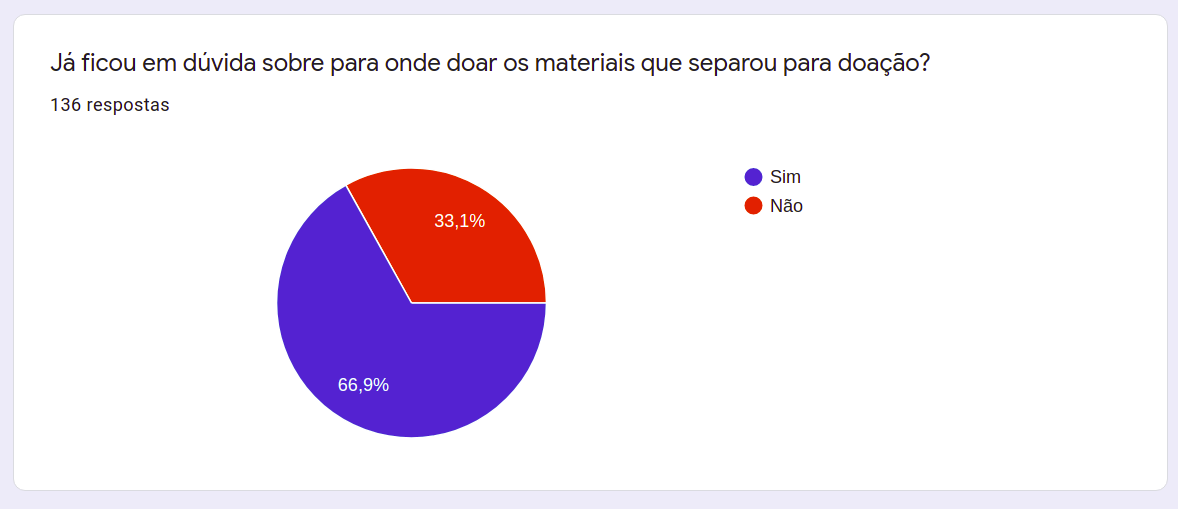 Já ficou em dúvida sobre para onde doar os materiais que separou para doação?
136 respostas
Sim
Não
33,1%
66,9%